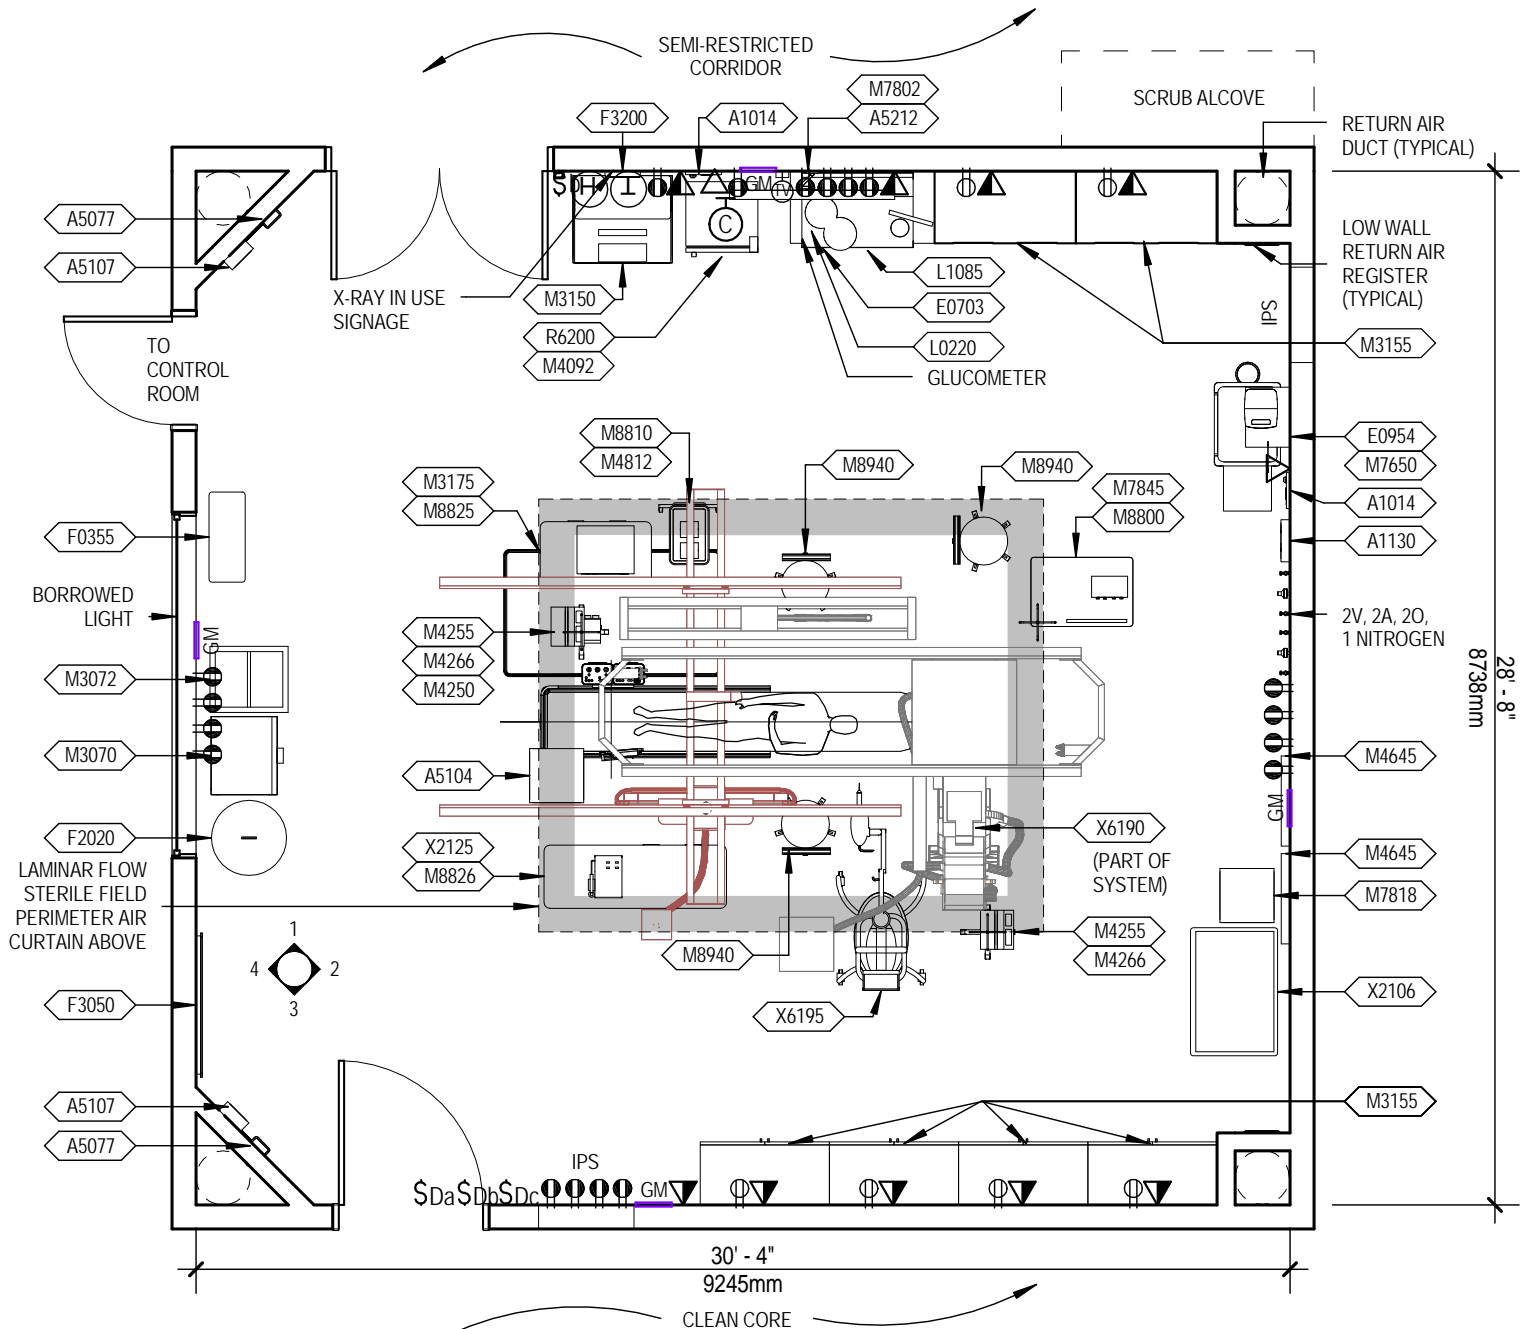 SEMI-RESTRICTED
CORRIDOR
SCRUB ALCOVE
M7802
A5212
F3200
A1014
RETURN AIR
DUCT (TYPICAL)
$D
H
GM
TV
C
A5077
A5107
LOW WALL
RETURN AIR
REGISTER
(TYPICAL)
L1085
X-RAY IN USE
SIGNAGE
M3150
E0703
IPS
R6200
M4092
L0220
GLUCOMETER
M3155
TO
CONTROL
ROOM
M8810
M4812
M8940
M8940
E0954
M7650
M3175
M8825
M7845
M8800
A1014
F0355
A1130
BORROWED
LIGHT
2V, 2A, 2O,
1 NITROGEN
GM
M4255
M4266
M4250
28' - 8"
8738mm
M3072
M3070
A5104
M4645
GM
F2020
X6190
(PART OF
SYSTEM)
M4645
X2125
M8826
M7818
LAMINAR FLOW
STERILE FIELD
PERIMETER AIR
CURTAIN ABOVE
1
4
2
3
M8940
M4255
M4266
F3050
X6195
X2106
A5107
A5077
M3155
IPS
$Da$Db$Dc
GM
30' - 4"
9245mm
CLEAN CORE